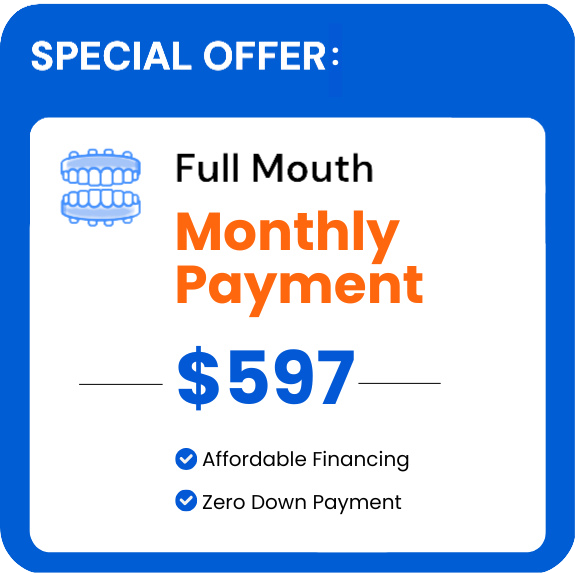 SPECIAL OFFER:
Full Mouth
Monthly
Payment
$597
Affordable Financing
Zero Down Payment